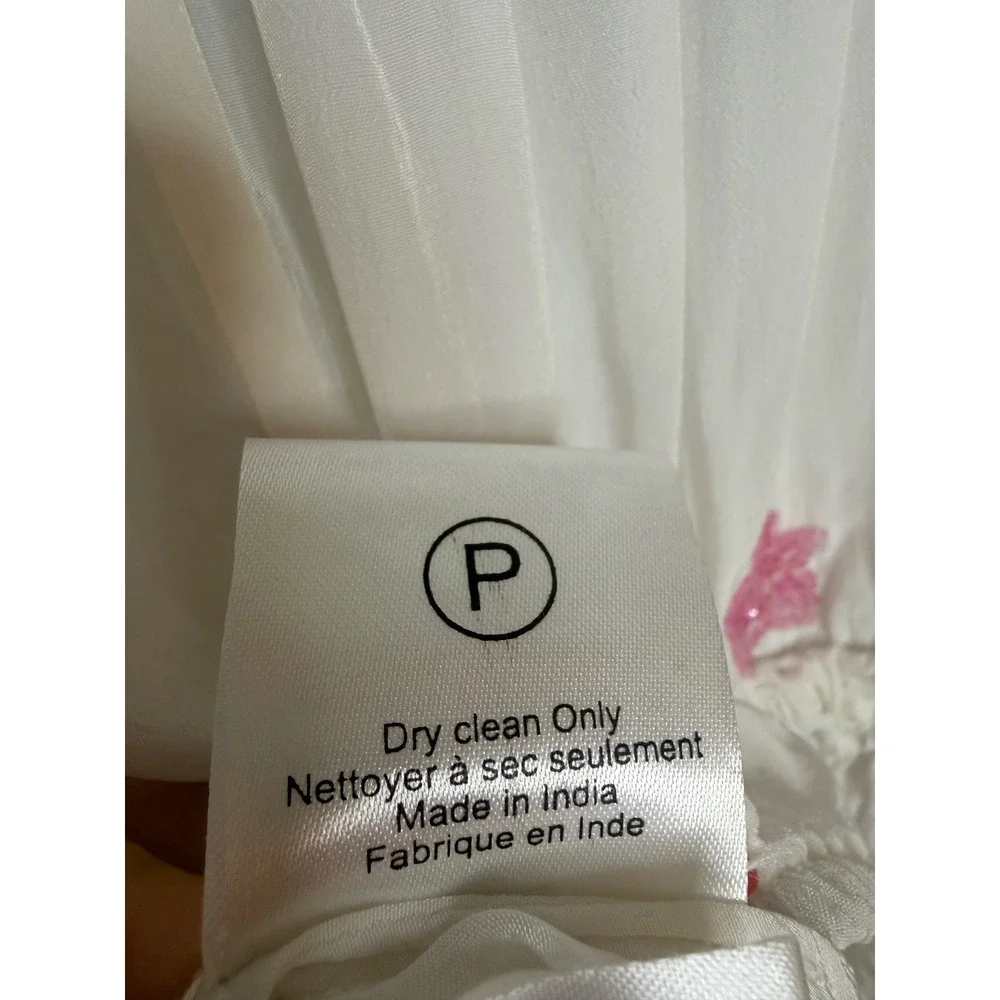 P
Dry clean Only
Nettoyer à sec seulement
Made in India
Fabrique en Inde